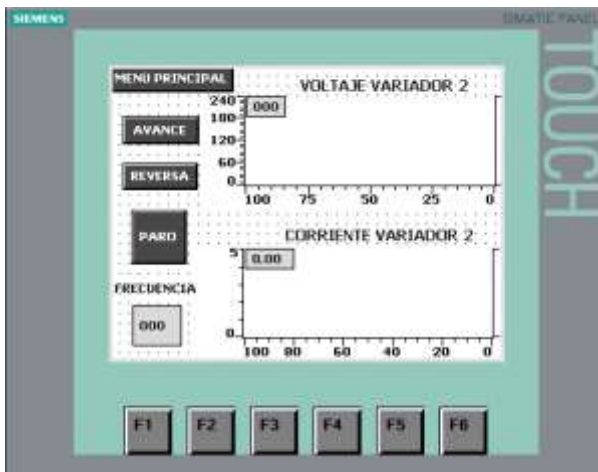 SIEMENS
SIMATIC PANEL
TOUCH
MENU PRINCIPAL
VOLTAJE VARIADOR 2
240
180
120
60
0
000
100 75 50 25 0
AVANCE
REVERSA
PARO
CORRIENTE VARIADOR 2
5
0
0.00
100 80 60 40 20 0
FRECUENCIA
000
F1 F2 F3 F4 F5 F6